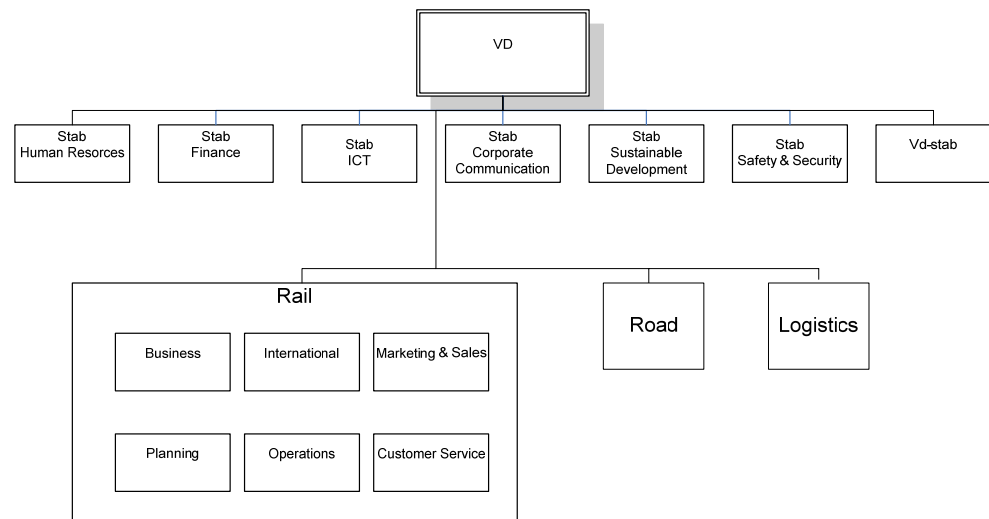 VD
Stab
Human Resorces
Stab
Finance
Stab
ICT
Stab
Corporate
Communication
Stab
Sustainable
Development
Stab
Safety & Security
Vd-stab
Rail
Business
International
Marketing & Sales
Planning
Operations
Customer Service
Road
Logistics